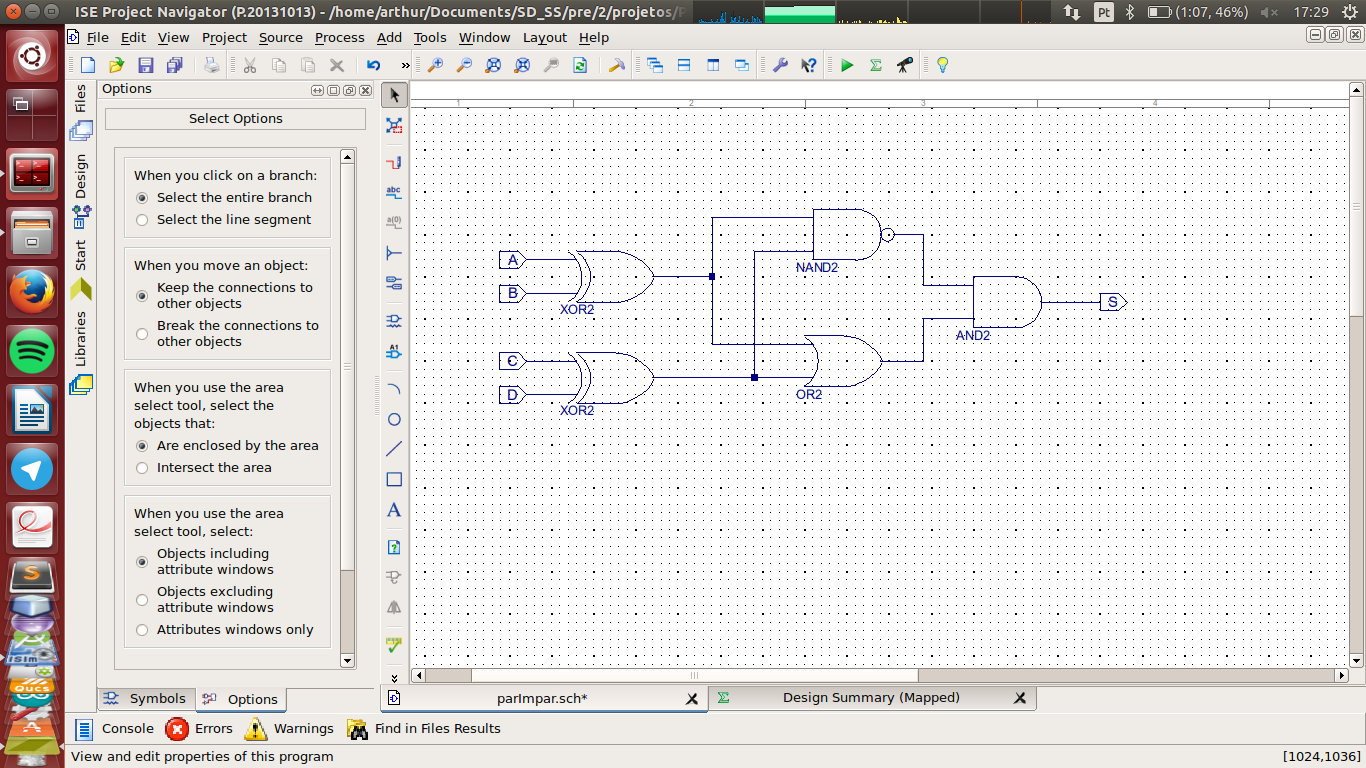 ISE Project Navigator (P.20131013) - /home/arthur/Documents/SD_SS/pre/2/projetos/
Pt (1:07, 46%) 17:29
File Edit View Project Source Process Add Tools Window Layout Help
»
Files
Design
Start
Libraries
Options
Select Options
When you click on a branch:
Select the entire branch
Select the line segment
When you move an object:
Keep the connections to
other objects
Break the connections to
other objects
When you use the area
select tool, select the
objects that:
Are enclosed by the area
Intersect the area
When you use the area
select tool, select:
Objects including
attribute windows
Objects excluding
attribute windows
Attributes windows only
Symbols Options
abc
a(0)
A1
A
1 2 3 4
A
B
XOR2
C
D
XOR2
NAND2
OR2
AND2
S
parImpar.sch*
Design Summary (Mapped)
Console Errors Warnings Find in Files Results
View and edit properties of this program
[1024,1036]
S
ISim
Qucs